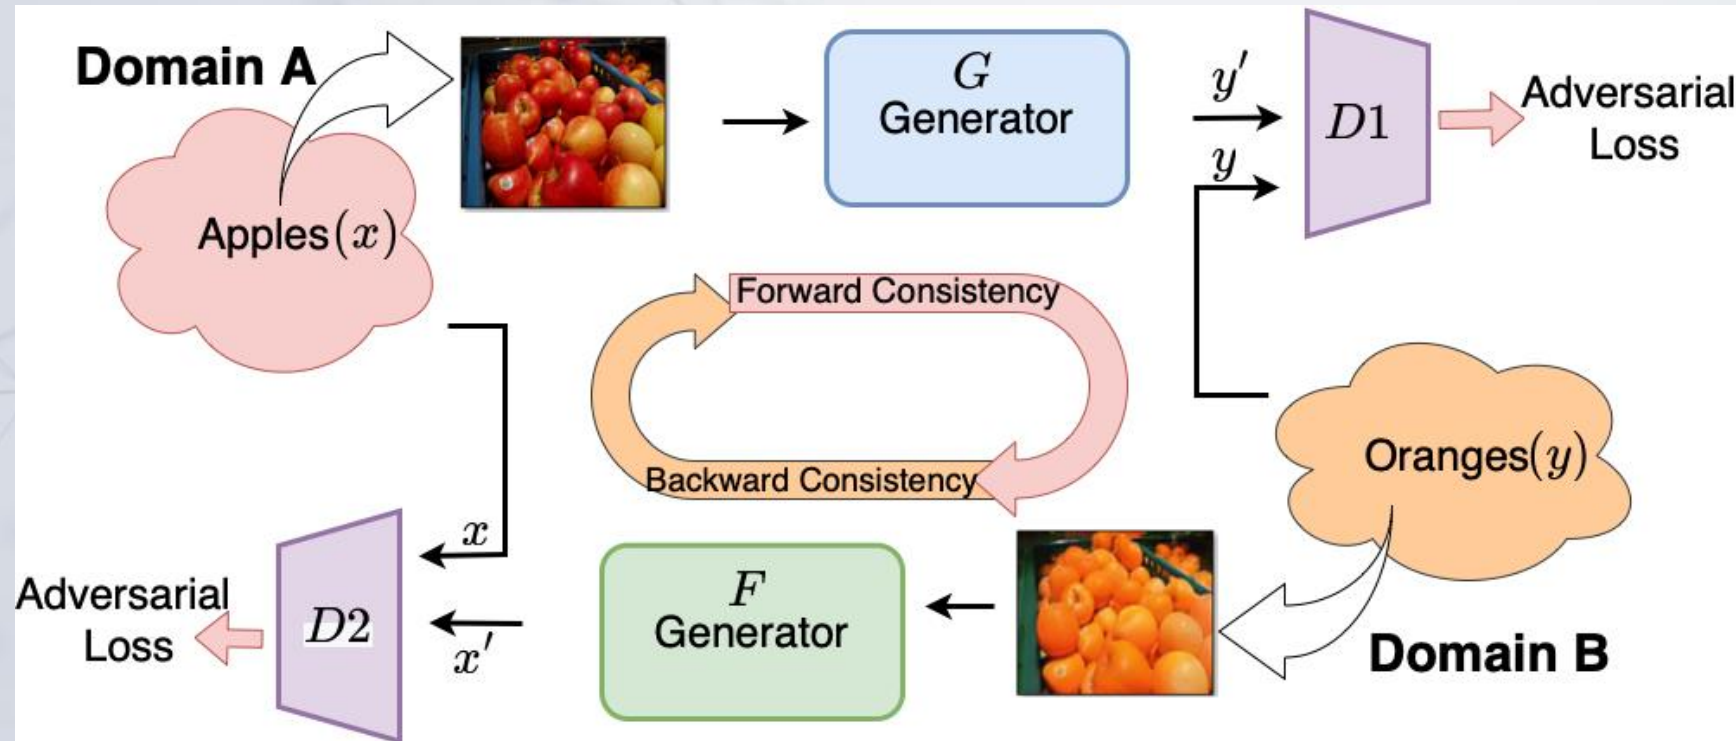 Domain A
Apples(x)
G
Generator
y′
y
D1
Adversarial
Loss
Forward Consistency
Backward Consistency
Oranges(y)
Domain B
F
Generator
x
x′
D2
Adversarial
Loss